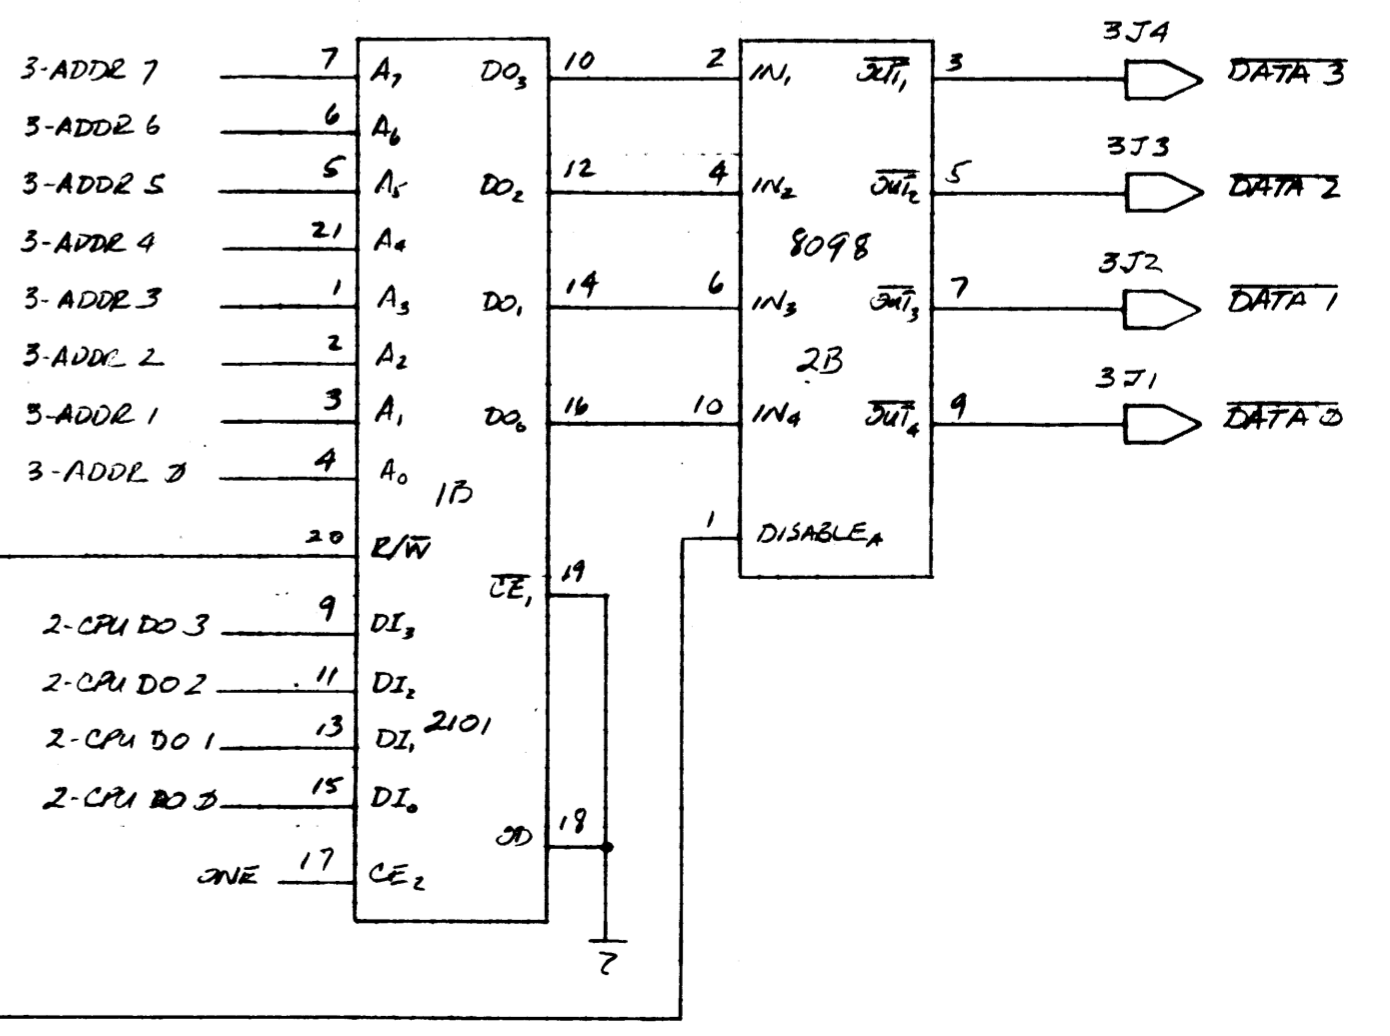 3J4
3-ADDR 7 7 A7 DO3 10 2 IN1 OUT1 3 DATA 3
3-ADDR 6 6 A6
3J3
3-ADDR 5 5 A5 DO2 12 4 IN2 OUT2 5 DATA 2
3-ADDR 4 21 A4 8098
3J2
3-ADDR 3 1 A3 DO1 14 6 IN3 OUT3 7 DATA 1
3-ADDR 2 2 A2 2B
3J1
3-ADDR 1 3 A1 DO0 16 10 IN4 OUT4 9 DATA Ø
3-ADDR Ø 4 A0
1B
20 R/W 1 DISABLEA
CE1 19
2-CPU DO 3 9 DI3
2-CPU DO 2 11 DI2
2101
2-CPU DO 1 13 DI1
2-CPU DO Ø 15 DI0
OD 18
ONE 17 CE2
7